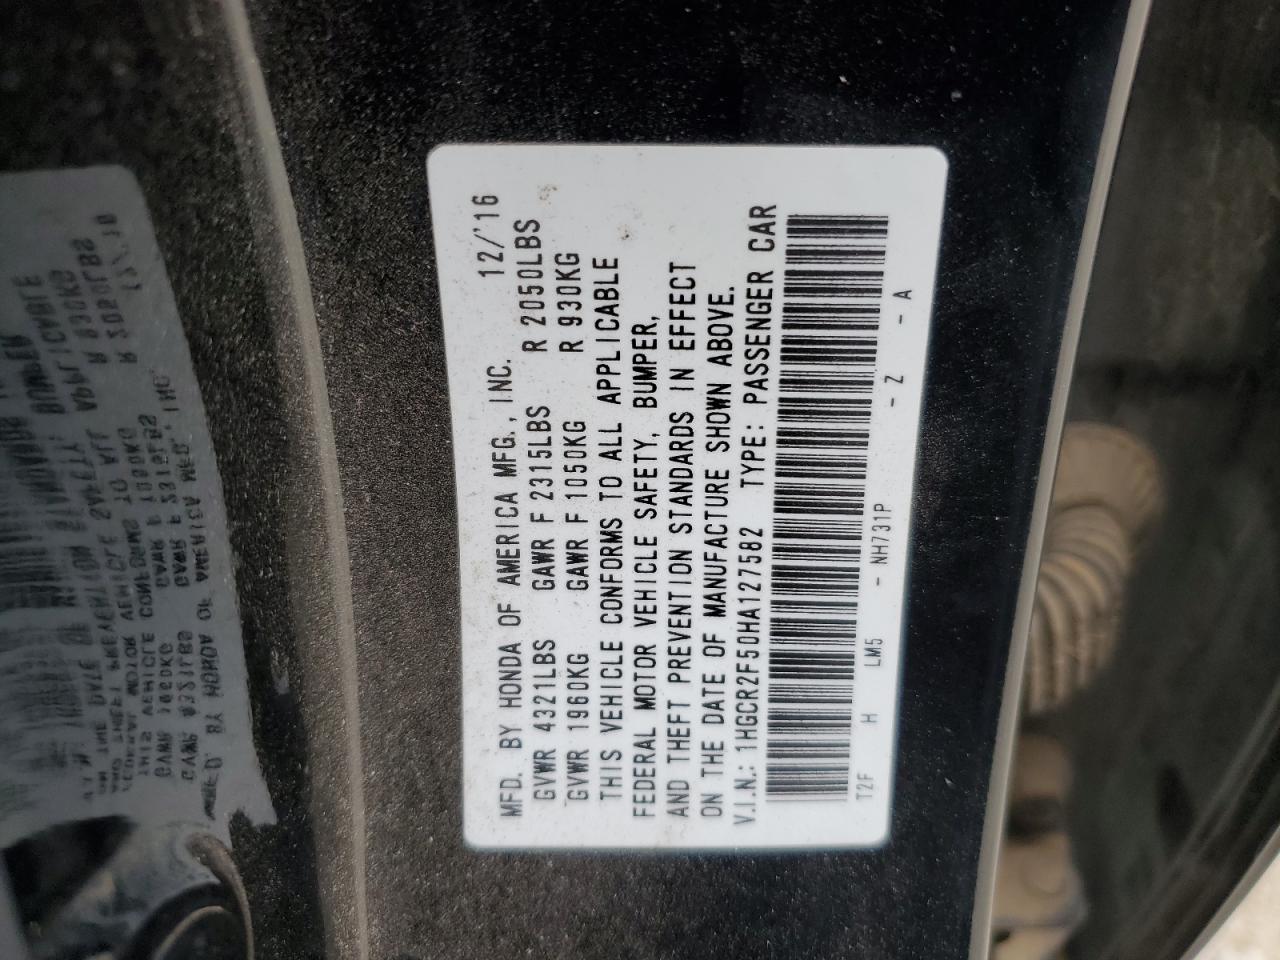 MFD. BY HONDA OF AMERICA MFG., INC. 12/'16
GVWR 4321LBS GAWR F 2315LBS R 2050LBS
GVWR 1960KG GAWR F 1050KG R 930KG
THIS VEHICLE CONFORMS TO ALL APPLICABLE
FEDERAL MOTOR VEHICLE SAFETY, BUMPER,
AND THEFT PREVENTION STANDARDS IN EFFECT
ON THE DATE OF MANUFACTURE SHOWN ABOVE.
V.I.N.: 1HGCR2F50HA127582 TYPE: PASSENGER CAR
T2F H LM5 - NH731P - Z - A